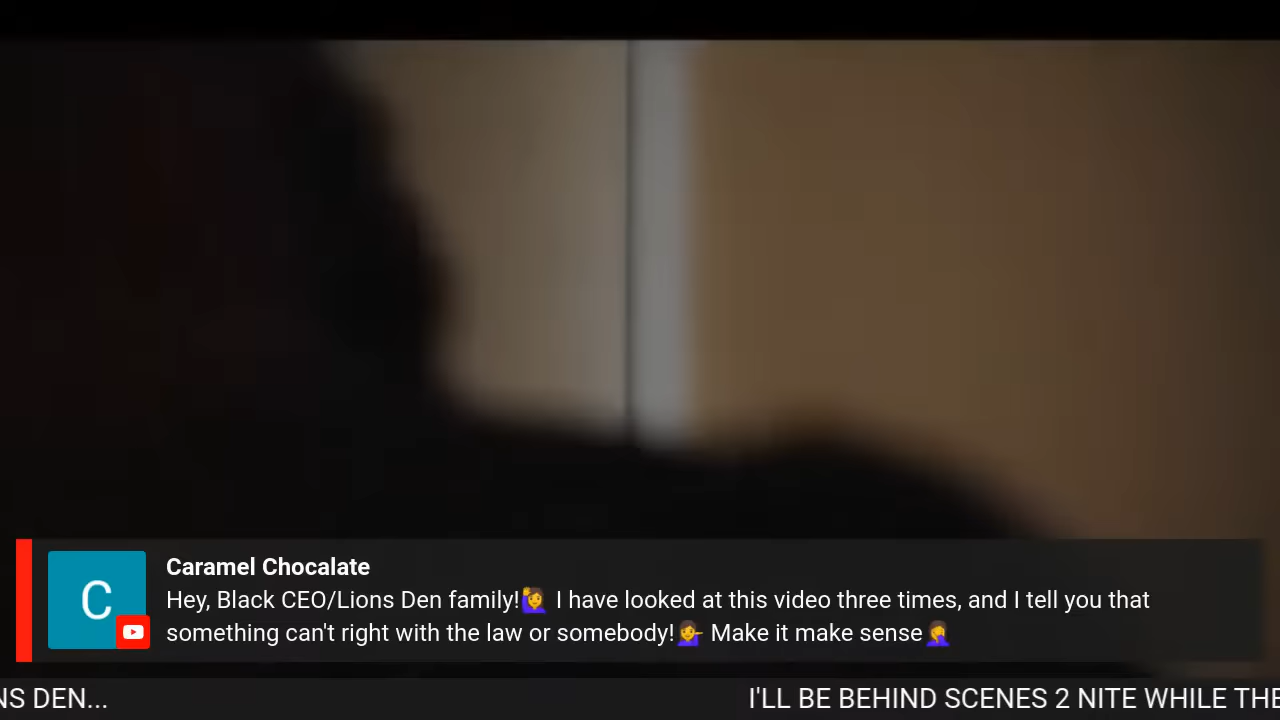 C
Caramel Chocalate
Hey, Black CEO/Lions Den family!🙋‍♀️ I have looked at this video three times, and I tell you that
something can't right with the law or somebody!💁‍♀️ Make it make sense🤦‍♀️
NS DEN... I'LL BE BEHIND SCENES 2 NITE WHILE THE